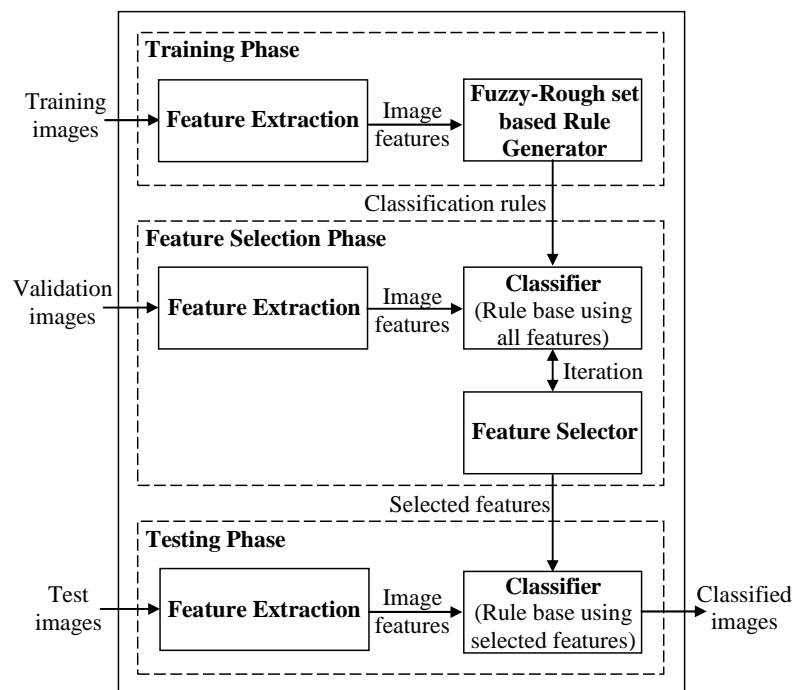 Training Phase
Training
images
Feature Extraction
Image
features
Fuzzy-Rough set
based Rule
Generator
Classification rules
Feature Selection Phase
Validation
images
Feature Extraction
Image
features
Classifier
(Rule base using
all features)
Iteration
Feature Selector
Selected features
Testing Phase
Test
images
Feature Extraction
Image
features
Classifier
(Rule base using
selected features)
Classified
images